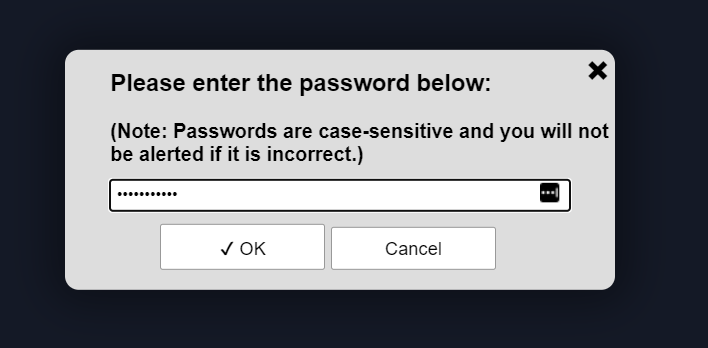 Please enter the password below:
(Note: Passwords are case-sensitive and you will not
be alerted if it is incorrect.)
•••••••••••
✓ OK
Cancel